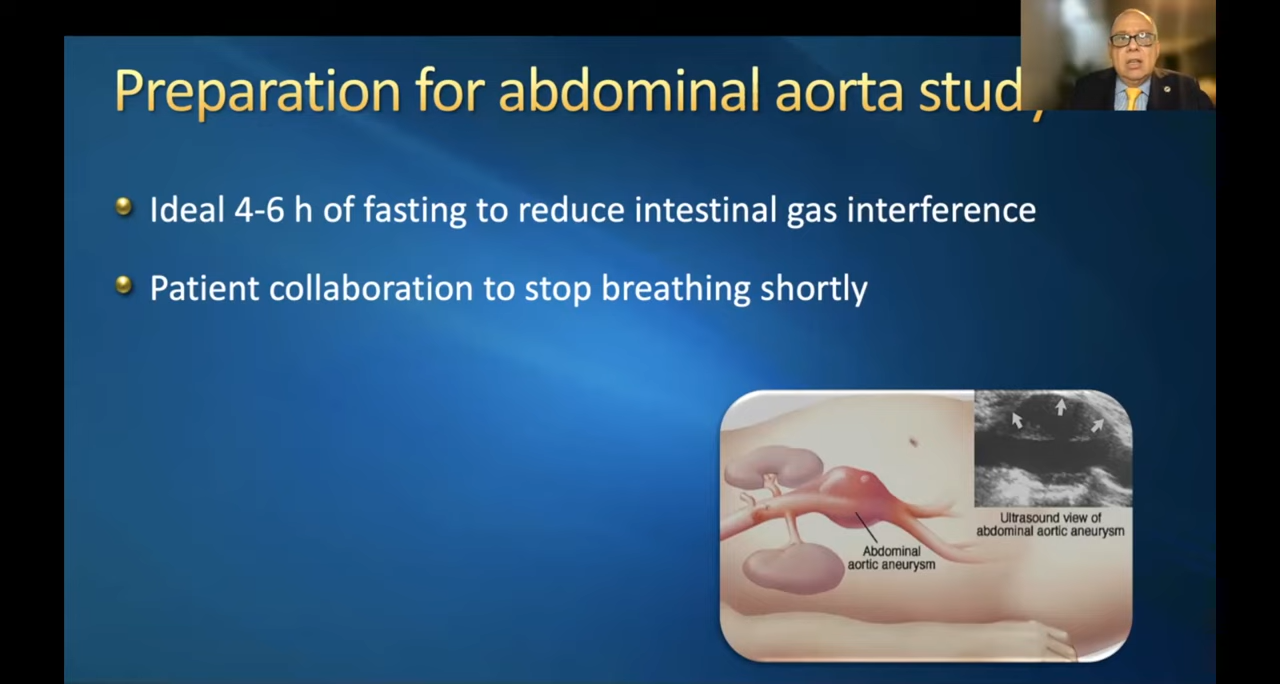 Preparation for abdominal aorta study
Ideal 4-6 h of fasting to reduce intestinal gas interference
Patient collaboration to stop breathing shortly
Ultrasound view of
abdominal aortic aneurysm
Abdominal
aortic aneurysm